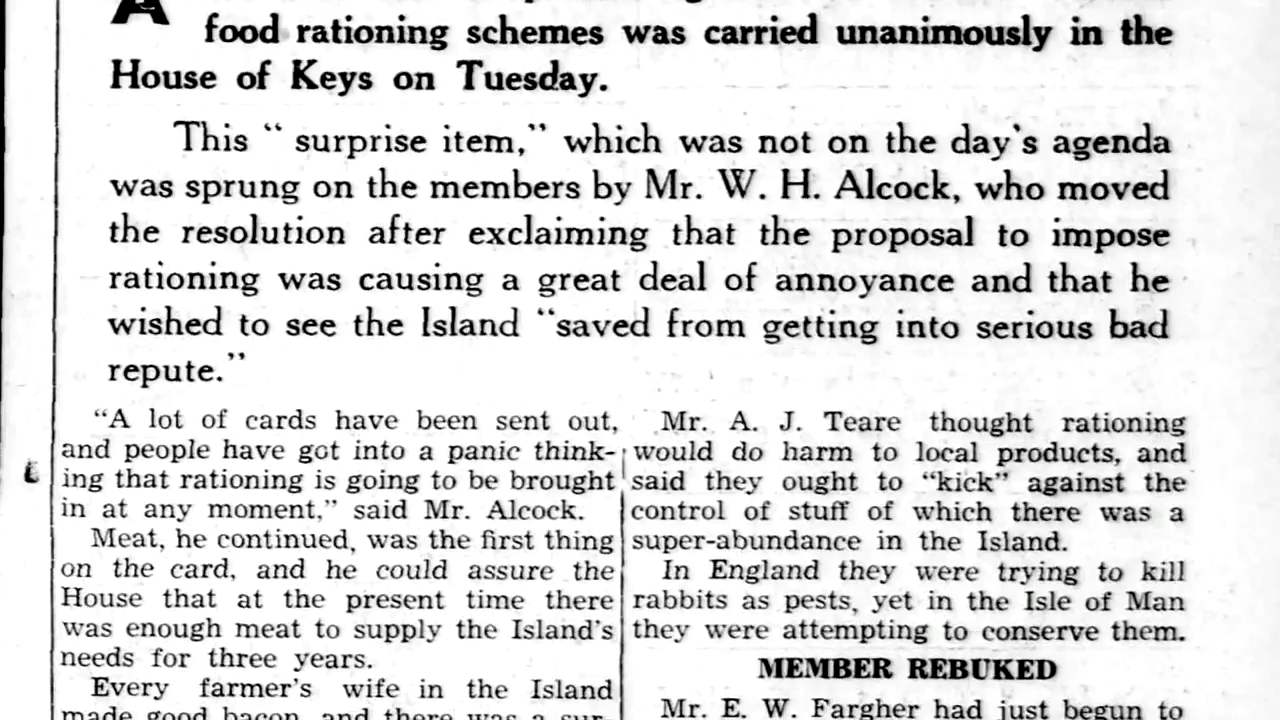 A
food rationing schemes was carried unanimously in the
House of Keys on Tuesday.
This “ surprise item,” which was not on the day's agenda
was sprung on the members by Mr. W. H. Alcock, who moved
the resolution after exclaiming that the proposal to impose
rationing was causing a great deal of annoyance and that he
wished to see the Island “saved from getting into serious bad
repute.”
“A lot of cards have been sent out,
and people have got into a panic think-
ing that rationing is going to be brought
in at any moment,” said Mr. Alcock.
Meat, he continued, was the first thing
on the card, and he could assure the
House that at the present time there
was enough meat to supply the Island's
needs for three years.
Every farmer's wife in the Island
made good bacon, and there was a sur-
Mr. A. J. Teare thought rationing
would do harm to local products, and
said they ought to “kick” against the
control of stuff of which there was a
super-abundance in the Island.
In England they were trying to kill
rabbits as pests, yet in the Isle of Man
they were attempting to conserve them.
MEMBER REBUKED
Mr. E. W. Fargher had just begun to